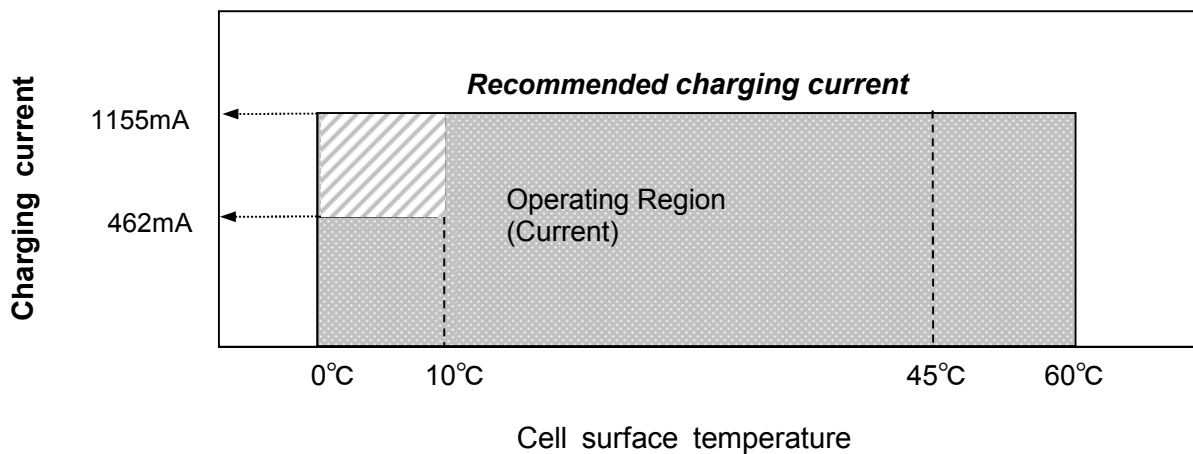 Recommended charging current
Charging current
1155mA
Operating Region
(Current)
462mA
0℃
10℃
45℃
60℃
Cell surface temperature